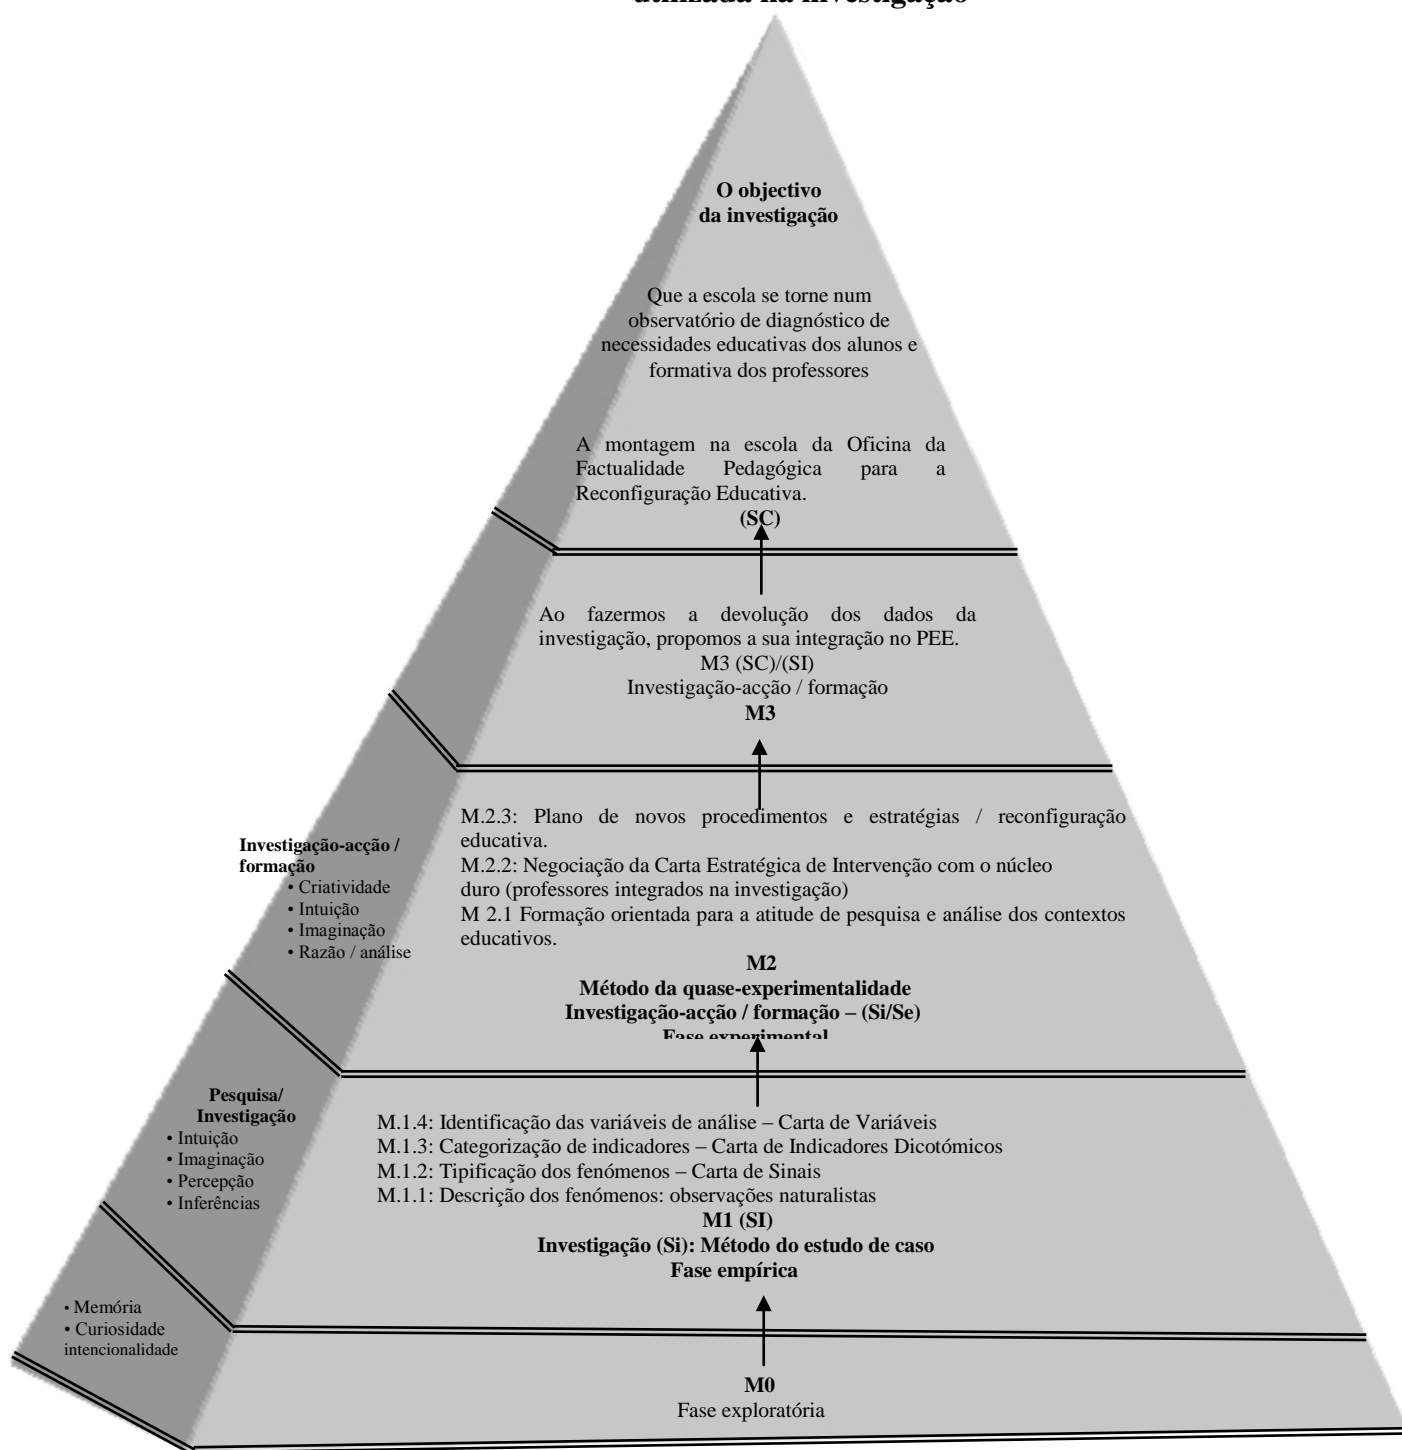 utilizada na investigação
O objectivo
da investigação
Que a escola se torne num
observatório de diagnóstico de
necessidades educativas dos alunos e
formativa dos professores
A montagem na escola da Oficina da
Factualidade Pedagógica para a
Reconfiguração Educativa.
(SC)
Ao fazermos a devolução dos dados da
investigação, propomos a sua integração no PEE.
M3 (SC)/(SI)
Investigação-acção / formação
M3
Investigação-acção /
formação
• Criatividade
• Intuição
• Imaginação
• Razão / análise
M.2.3: Plano de novos procedimentos e estratégias / reconfiguração
educativa.
M.2.2: Negociação da Carta Estratégica de Intervenção com o núcleo
duro (professores integrados na investigação)
M 2.1 Formação orientada para a atitude de pesquisa e análise dos contextos
educativos.
M2
Método da quase-experimentalidade
Investigação-acção / formação – (Si/Se)
Fase experimental
Pesquisa/
Investigação
• Intuição
• Imaginação
• Percepção
• Inferências
M.1.4: Identificação das variáveis de análise – Carta de Variáveis
M.1.3: Categorização de indicadores – Carta de Indicadores Dicotómicos
M.1.2: Tipificação dos fenómenos – Carta de Sinais
M.1.1: Descrição dos fenómenos: observações naturalistas
M1 (SI)
Investigação (Si): Método do estudo de caso
Fase empírica
• Memória
• Curiosidade
intencionalidade
M0
Fase exploratória